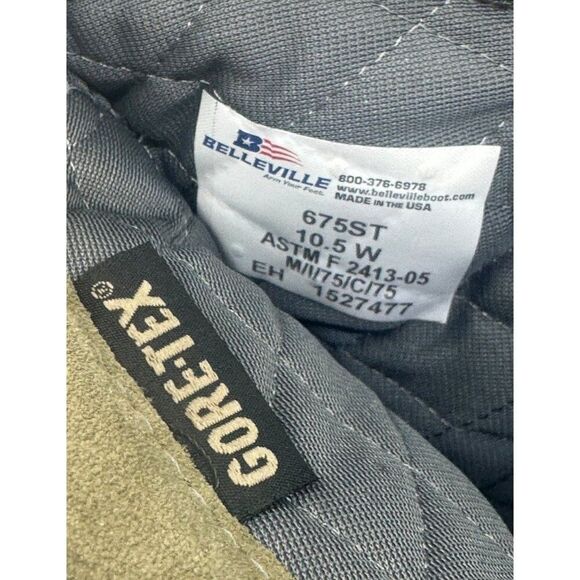 B
BELLEVILLE
Arm Your Feet.
800-376-6978
www.bellevilleboot.com
MADE IN THE USA
675ST
10.5 W
ASTM F 2413-05
M/I/75/C/75
EH 1527477
GORE-TEX®